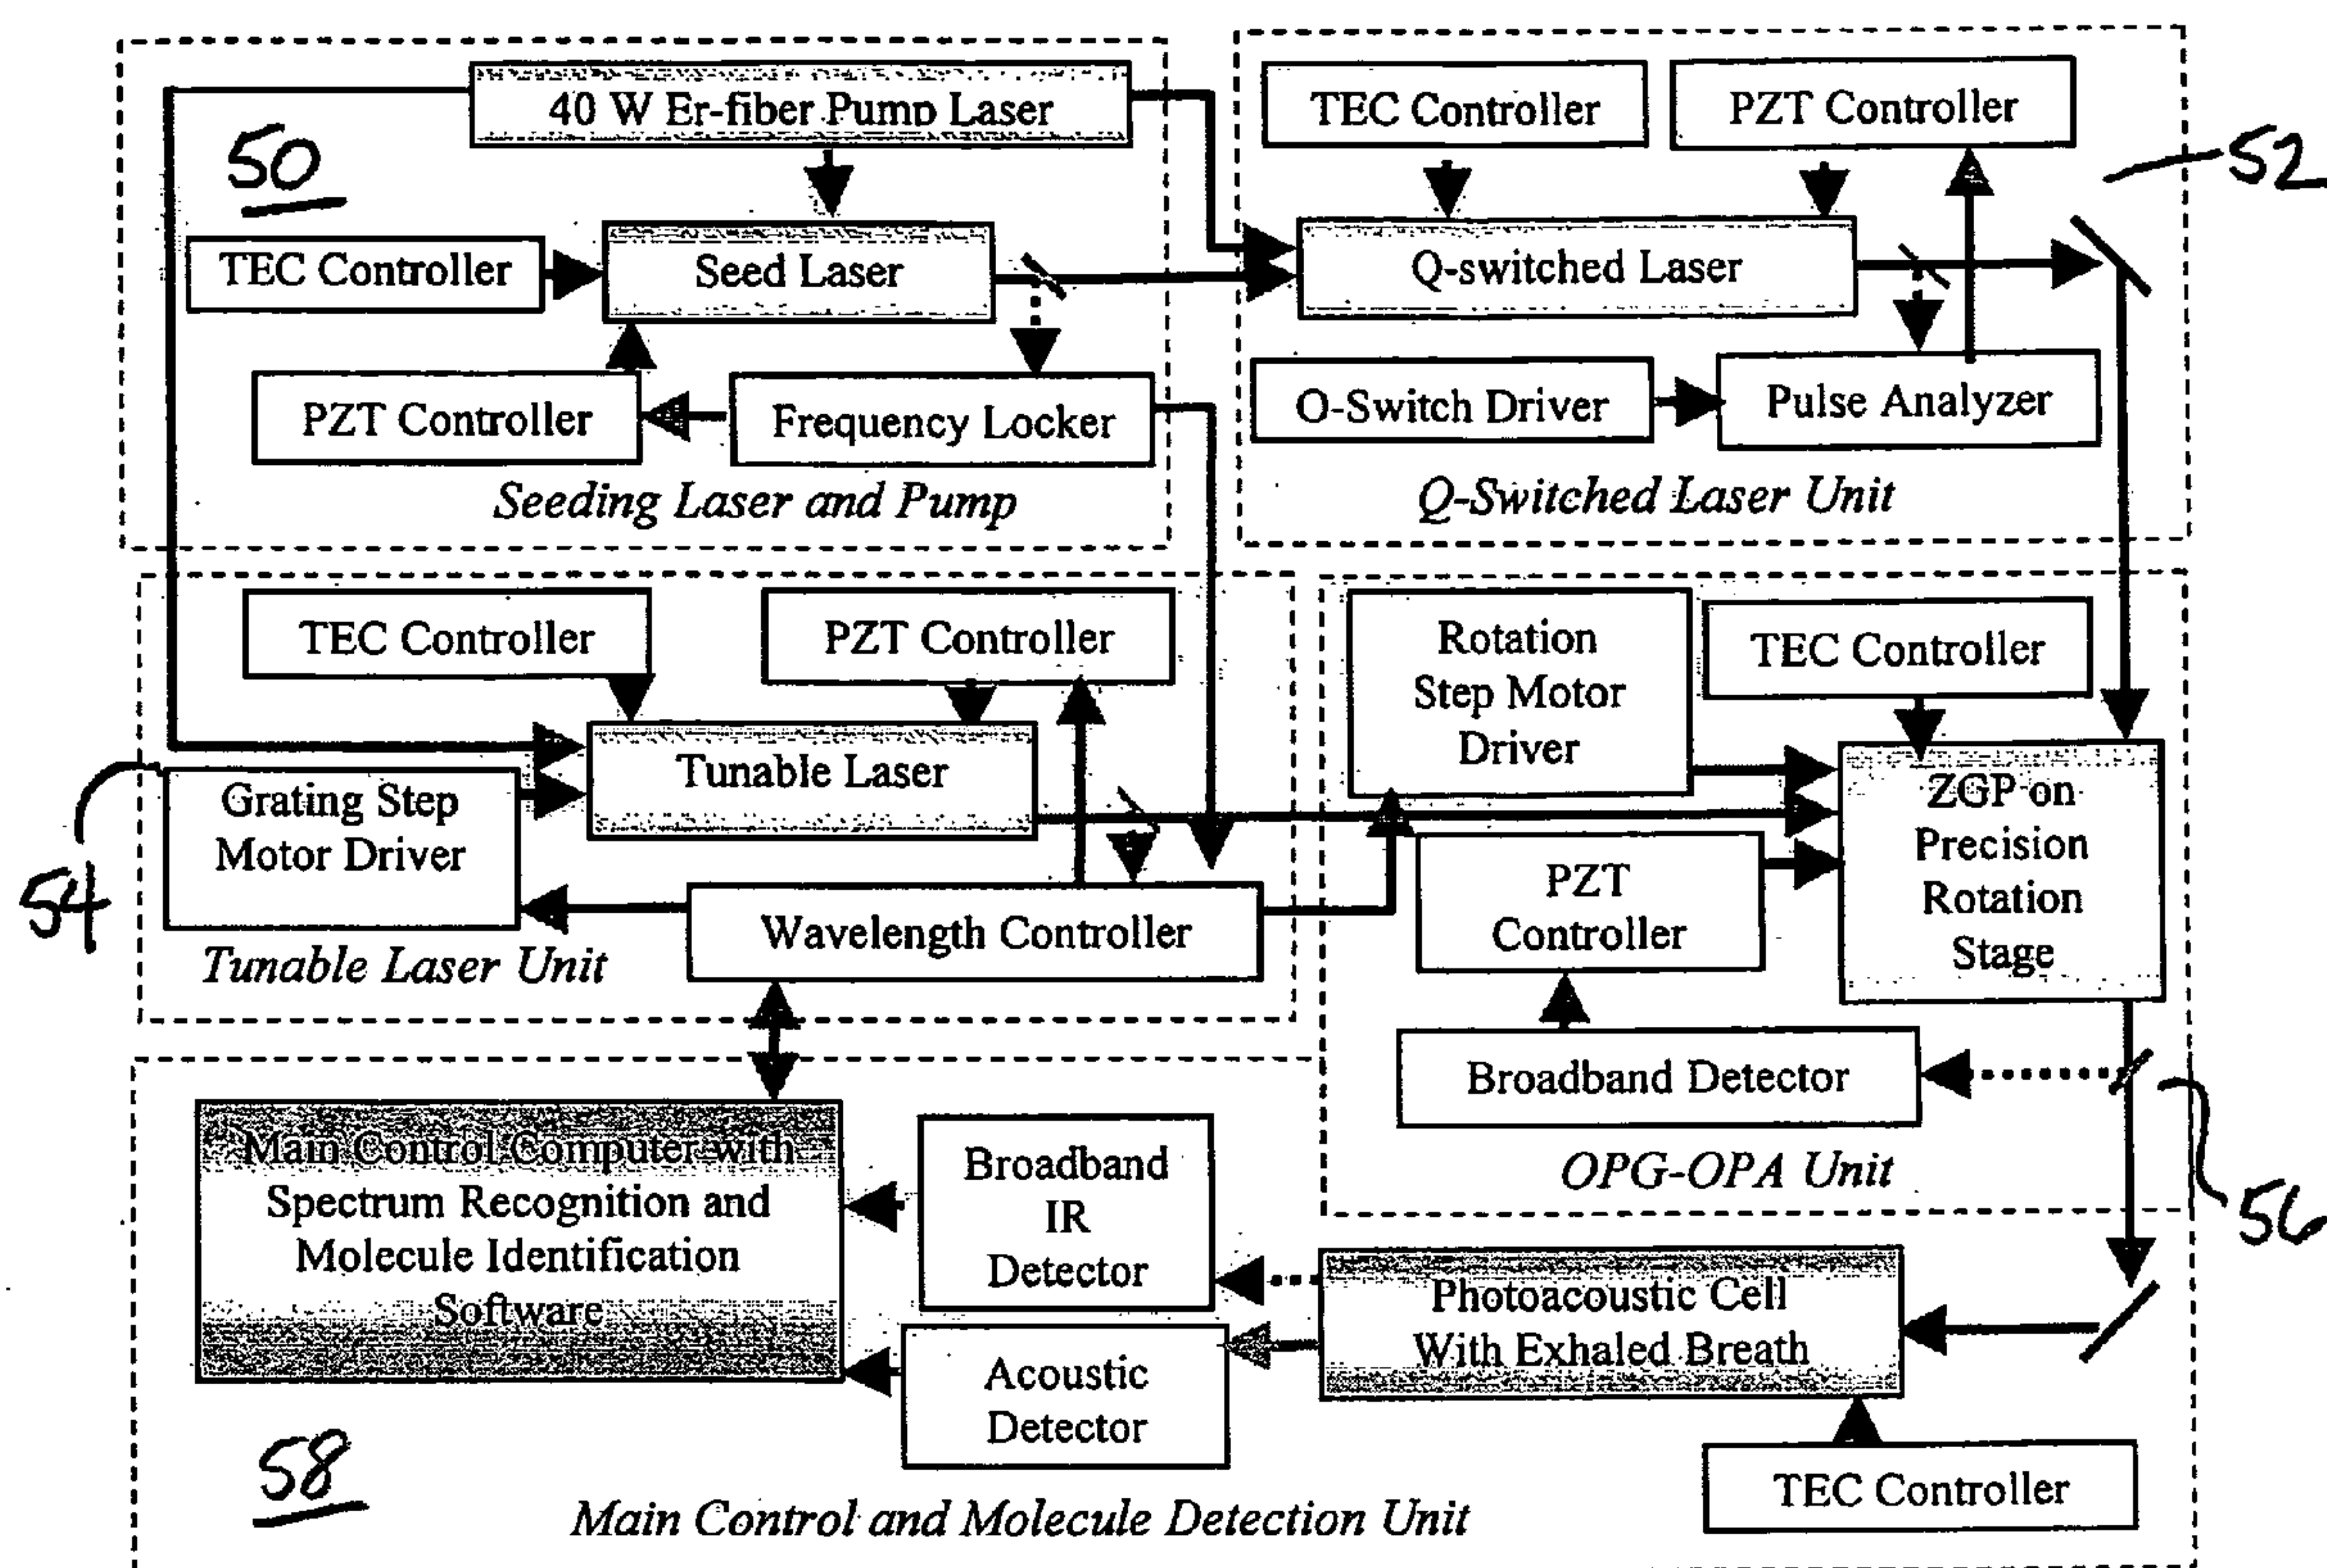 40 W Er-fiber Pump Laser
50
TEC Controller
Seed Laser
PZT Controller
Frequency Locker
Seeding Laser and Pump
TEC Controller
PZT Controller
52
Q-switched Laser
O-Switch Driver
Pulse Analyzer
Q-Switched Laser Unit
TEC Controller
PZT Controller
Tunable Laser
Grating Step
Motor Driver
54
Wavelength Controller
Tunable Laser Unit
Rotation
Step Motor
Driver
TEC Controller
ZGP on
Precision
Rotation
Stage
PZT
Controller
Broadband Detector
OPG-OPA Unit
56
Main Control Computer with
Spectrum Recognition and
Molecule Identification
Software
Broadband
IR
Detector
Acoustic
Detector
Photoacoustic Cell
With Exhaled Breath
TEC Controller
58
Main Control and Molecule Detection Unit